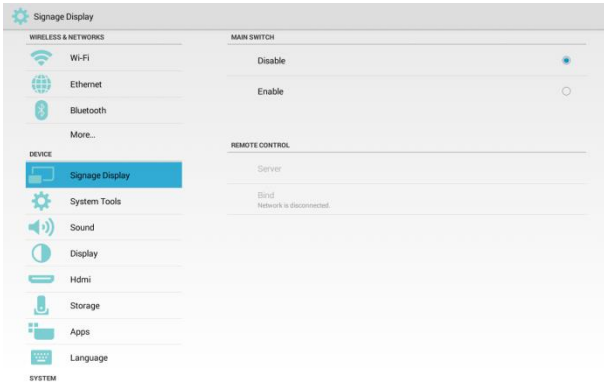 Signage Display
WIRELESS & NETWORKS
Wi-Fi
Ethernet
Bluetooth
More...
DEVICE
Signage Display
System Tools
Sound
Display
Hdmi
Storage
Apps
Language
SYSTEM
MAIN SWITCH
Disable
Enable
REMOTE CONTROL
Server
Bind
Network is disconnected.